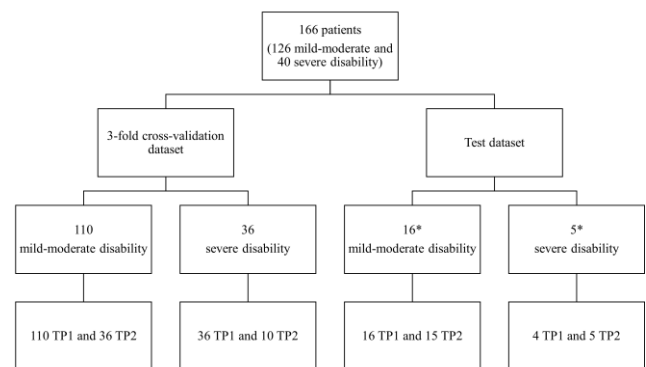 166 patients
(126 mild-moderate and
40 severe disability)
3-fold cross-validation
dataset
Test dataset
110
mild-moderate disability
36
severe disability
16*
mild-moderate disability
5*
severe disability
110 TP1 and 36 TP2
36 TP1 and 10 TP2
16 TP1 and 15 TP2
4 TP1 and 5 TP2